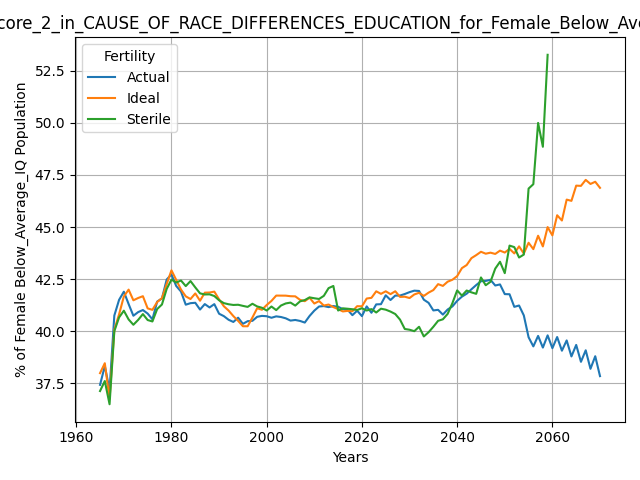 core_2_in_CAUSE_OF_RACE_DIFFERENCES_EDUCATION_for_Female_Below_Ave
Fertility
Actual
Ideal
Sterile
% of Female Below_Average_IQ Population
52.5
50.0
47.5
45.0
42.5
40.0
37.5
1960
1980
2000
2020
2040
2060
Years